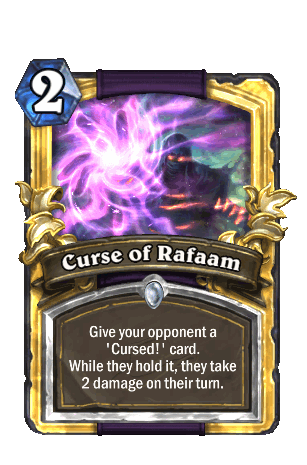 2
Curse of Rafaam
Give your opponent a
'Cursed!' card.
While they hold it, they take
2 damage on their turn.